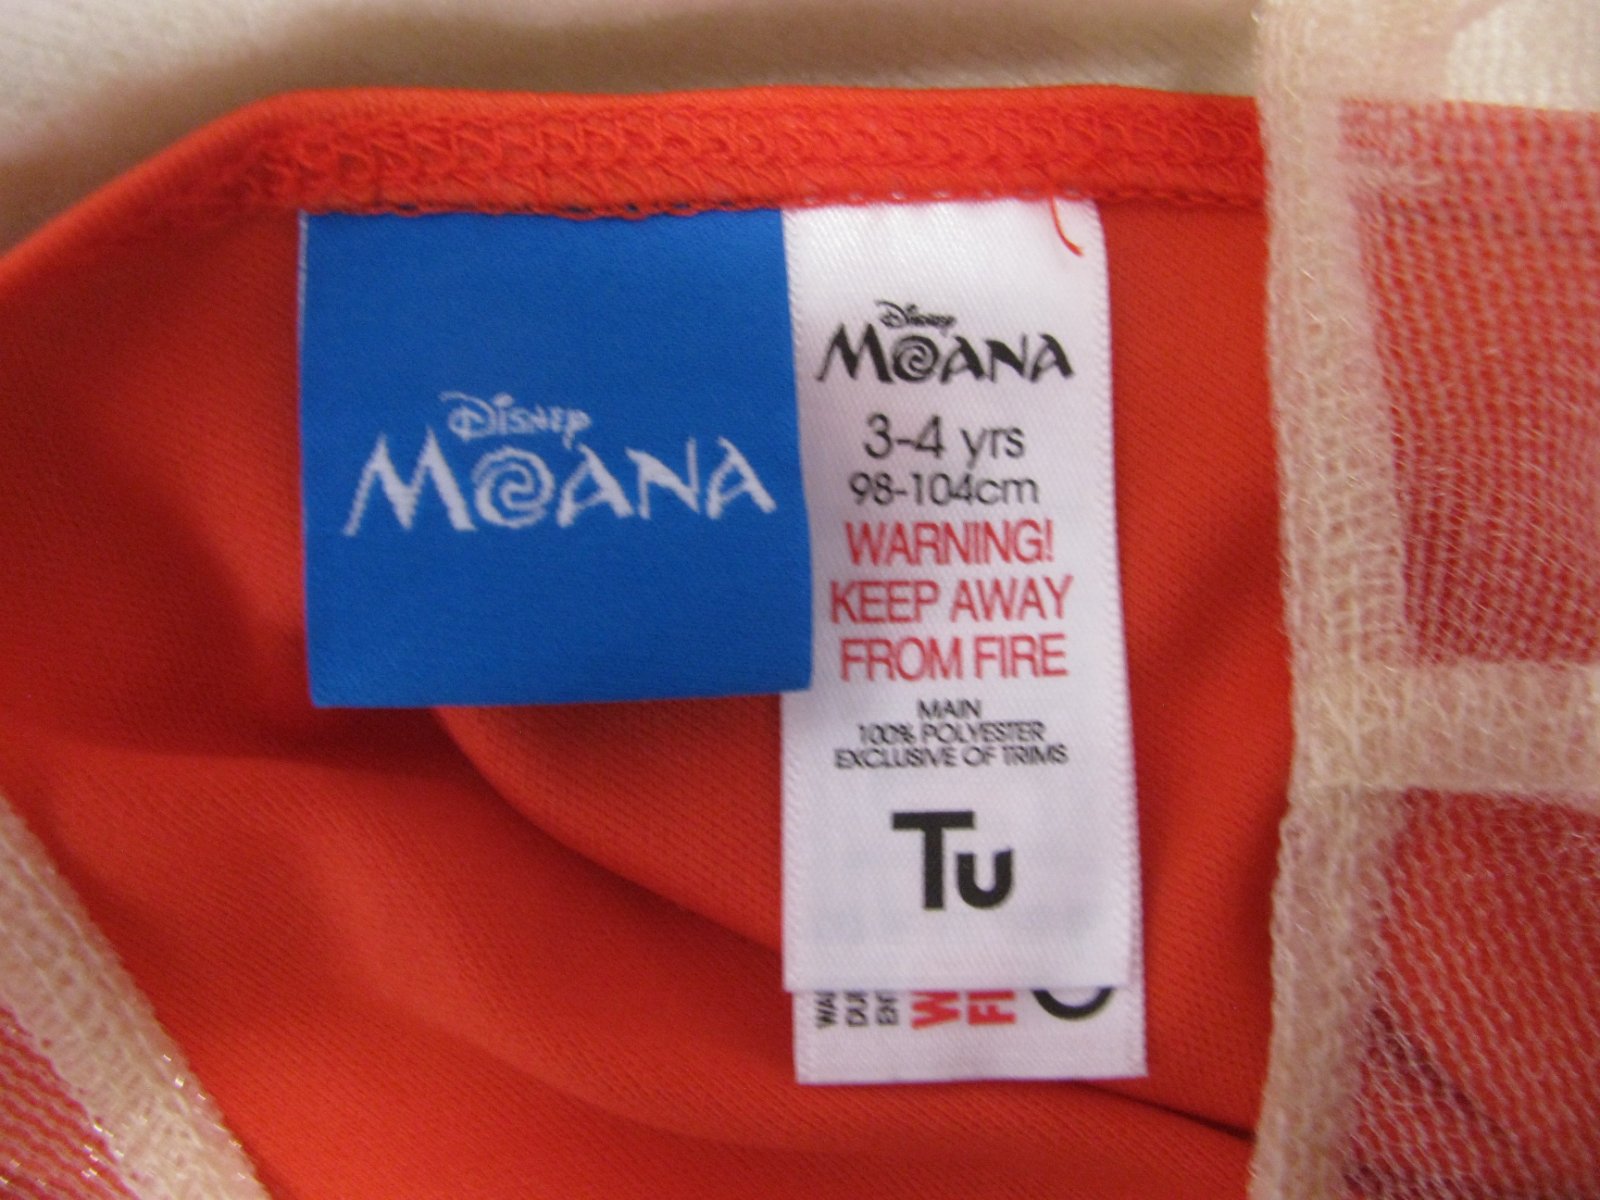 Disney
MOANA
Disney
MOANA
3-4 yrs
98-104cm
WARNING!
KEEP AWAY
FROM FIRE
MAIN
100% POLYESTER
EXCLUSIVE OF TRIMS
Tu